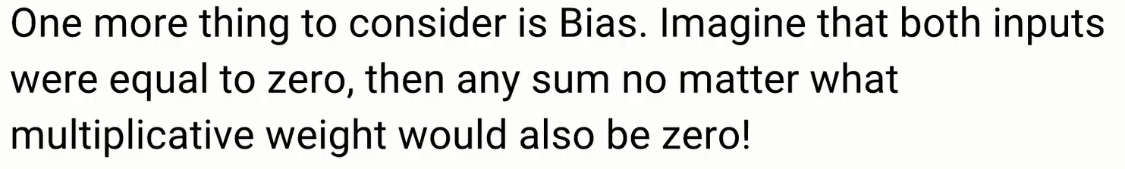 One more thing to consider is Bias. Imagine that both inputs
were equal to zero, then any sum no matter what
multiplicative weight would also be zero!